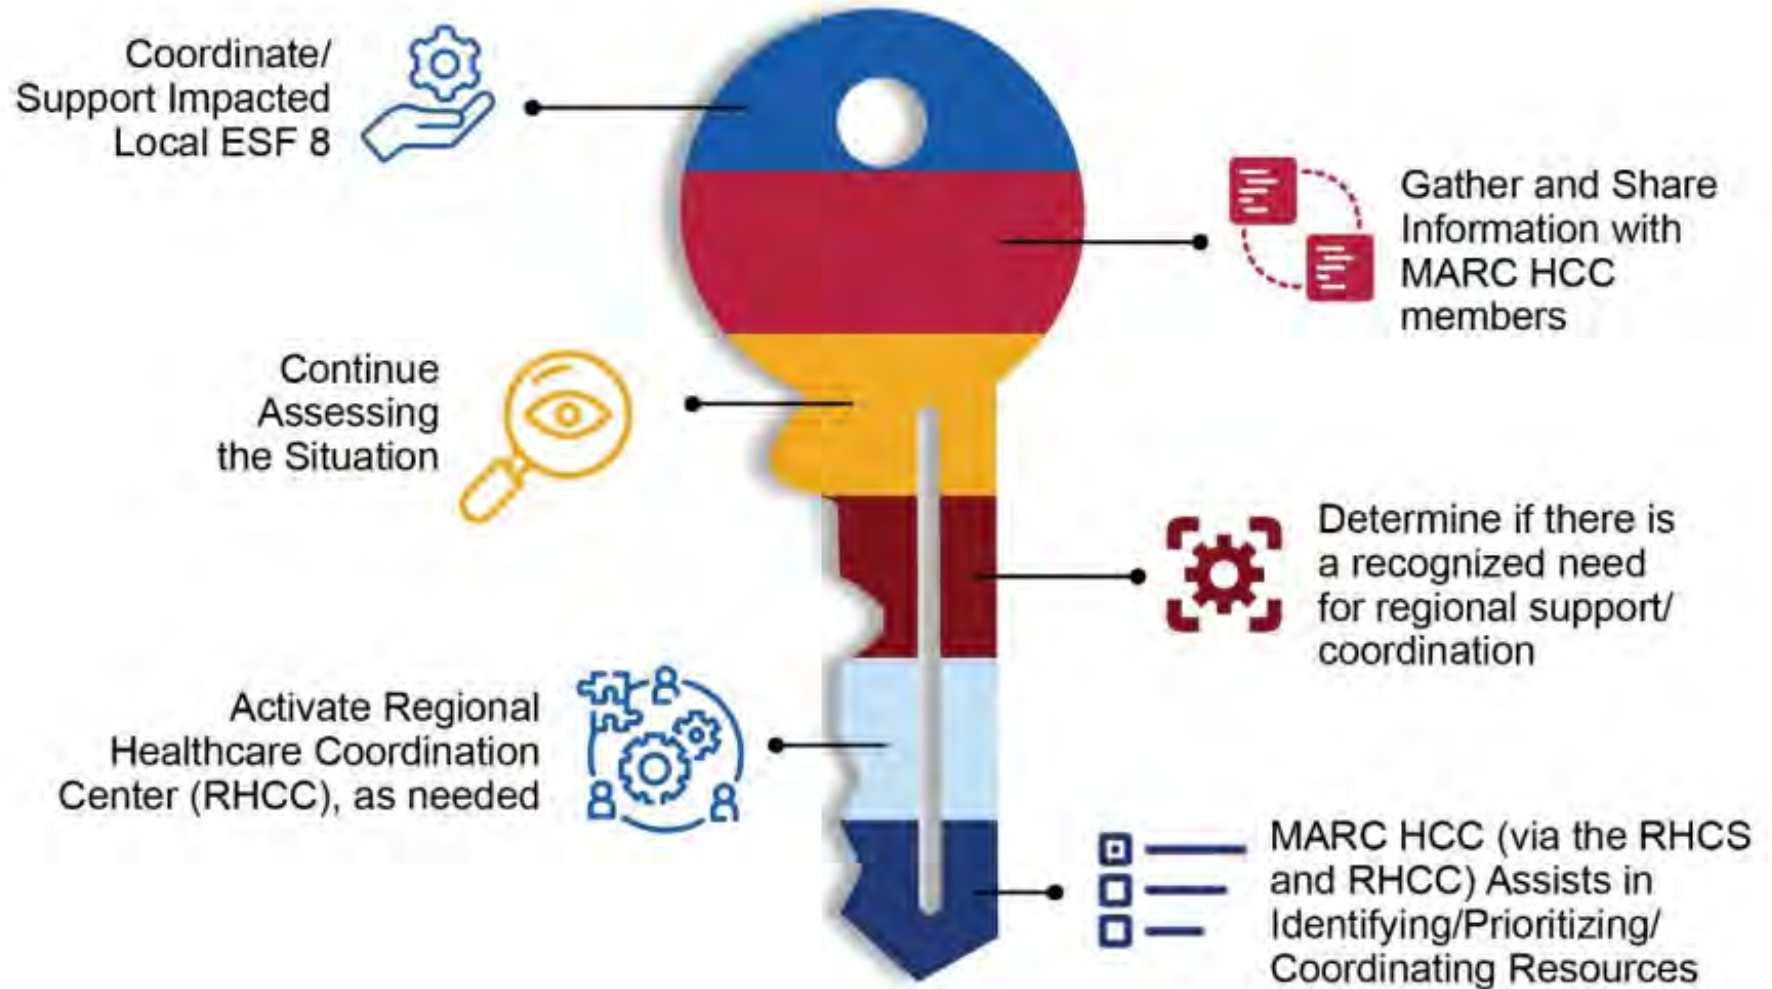 Coordinate/
Support Impacted
Local ESF 8
Gather and Share
Information with
MARC HCC
members
Continue
Assessing
the Situation
Determine if there is
a recognized need
for regional support/
coordination
Activate Regional
Healthcare Coordination
Center (RHCC), as needed
MARC HCC (via the RHCS
and RHCC) Assists in
Identifying/Prioritizing/
Coordinating Resources